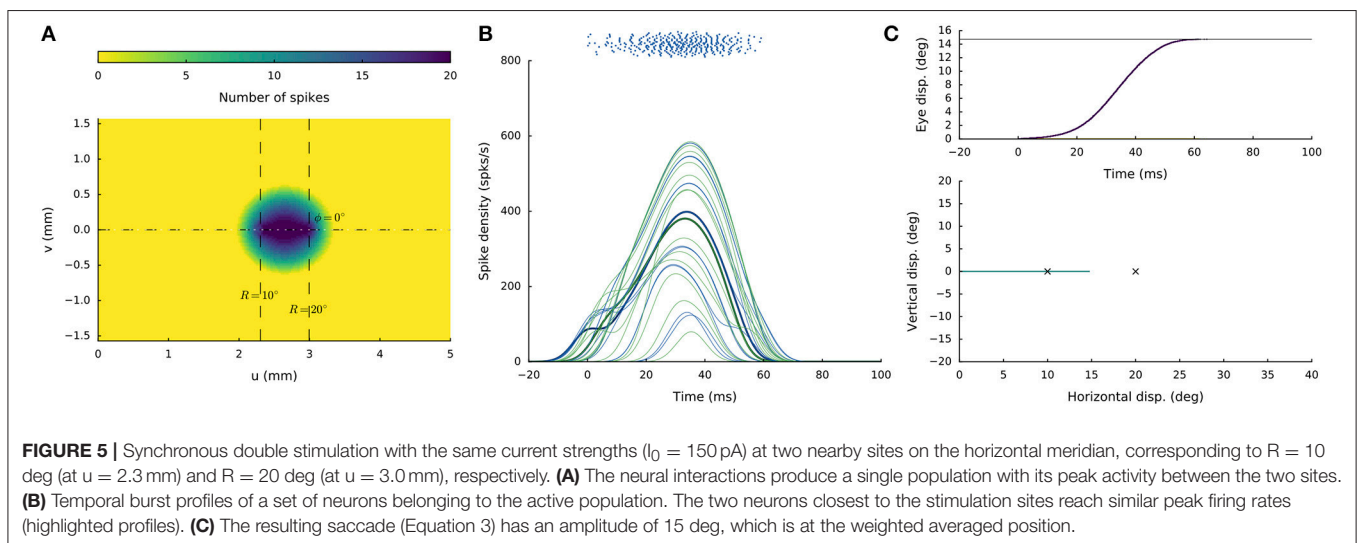 A
0 5 10 15 20
Number of spikes
1.5
1.0
0.5
0.0
−0.5
−1.0
−1.5
v (mm)
ϕ = 0°
R = 10°
R = 20°
0 1 2 3 4 5
u (mm)
B
800
600
400
200
0
Spike density (spks/s)
−20 0 20 40 60 80 100
Time (ms)
C
16
14
12
10
8
6
4
2
0
Eye disp. (deg)
−20 0 20 40 60 80 100
Time (ms)
20
15
10
5
0
−5
−10
−15
−20
Vertical disp. (deg)
0 5 10 15 20 25 30 35 40
Horizontal disp. (deg)
FIGURE 5 | Synchronous double stimulation with the same current strengths (I₀ = 150 pA) at two nearby sites on the horizontal meridian, corresponding to R = 10
deg (at u = 2.3 mm) and R = 20 deg (at u = 3.0 mm), respectively. (A) The neural interactions produce a single population with its peak activity between the two sites.
(B) Temporal burst profiles of a set of neurons belonging to the active population. The two neurons closest to the stimulation sites reach similar peak firing rates
(highlighted profiles). (C) The resulting saccade (Equation 3) has an amplitude of 15 deg, which is at the weighted averaged position.